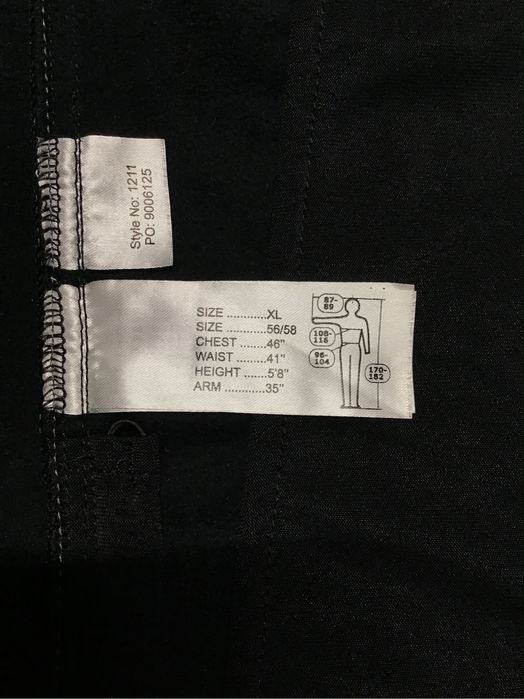 Style No: 1211
PO: 9006125
SIZE ............XL
SIZE ............56/58
CHEST ........46"
WAIST .........41"
HEIGHT .......5'8"
ARM ............35"
87-
89
108-
116
96-
104
170-
182